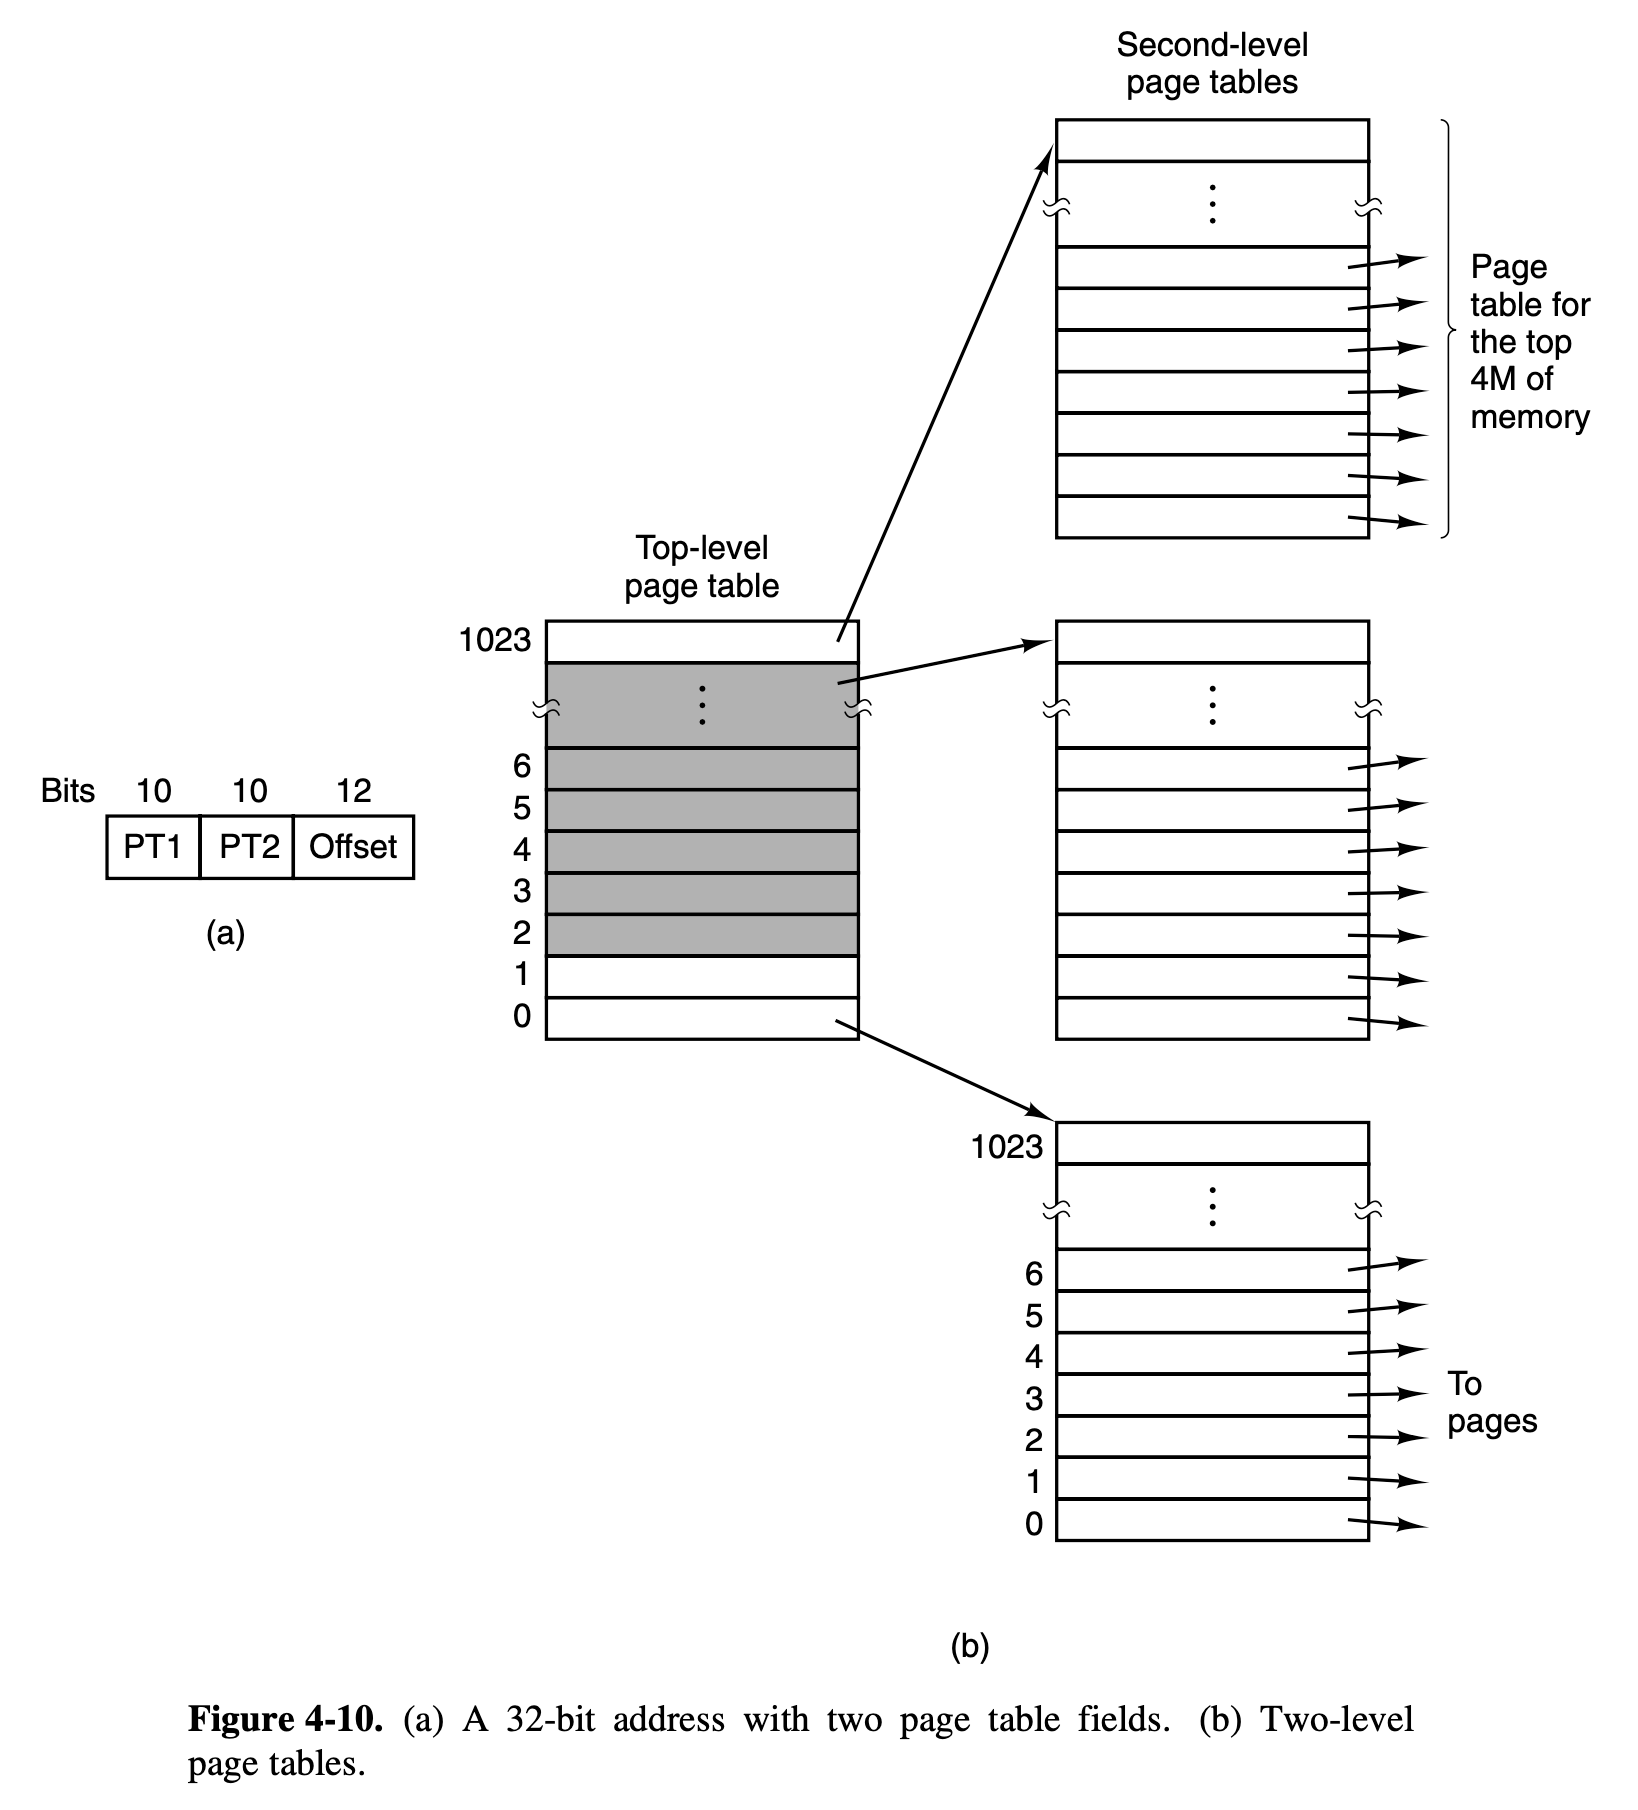 Second-level
page tables
Page
table for
the top
4M of
memory
Top-level
page table
1023
6
5
4
3
2
1
0
Bits 10 10 12
PT1 PT2 Offset
(a)
1023
6
5
4
3
2
1
0
To
pages
(b)
Figure 4-10. (a) A 32-bit address with two page table fields. (b) Two-level
page tables.